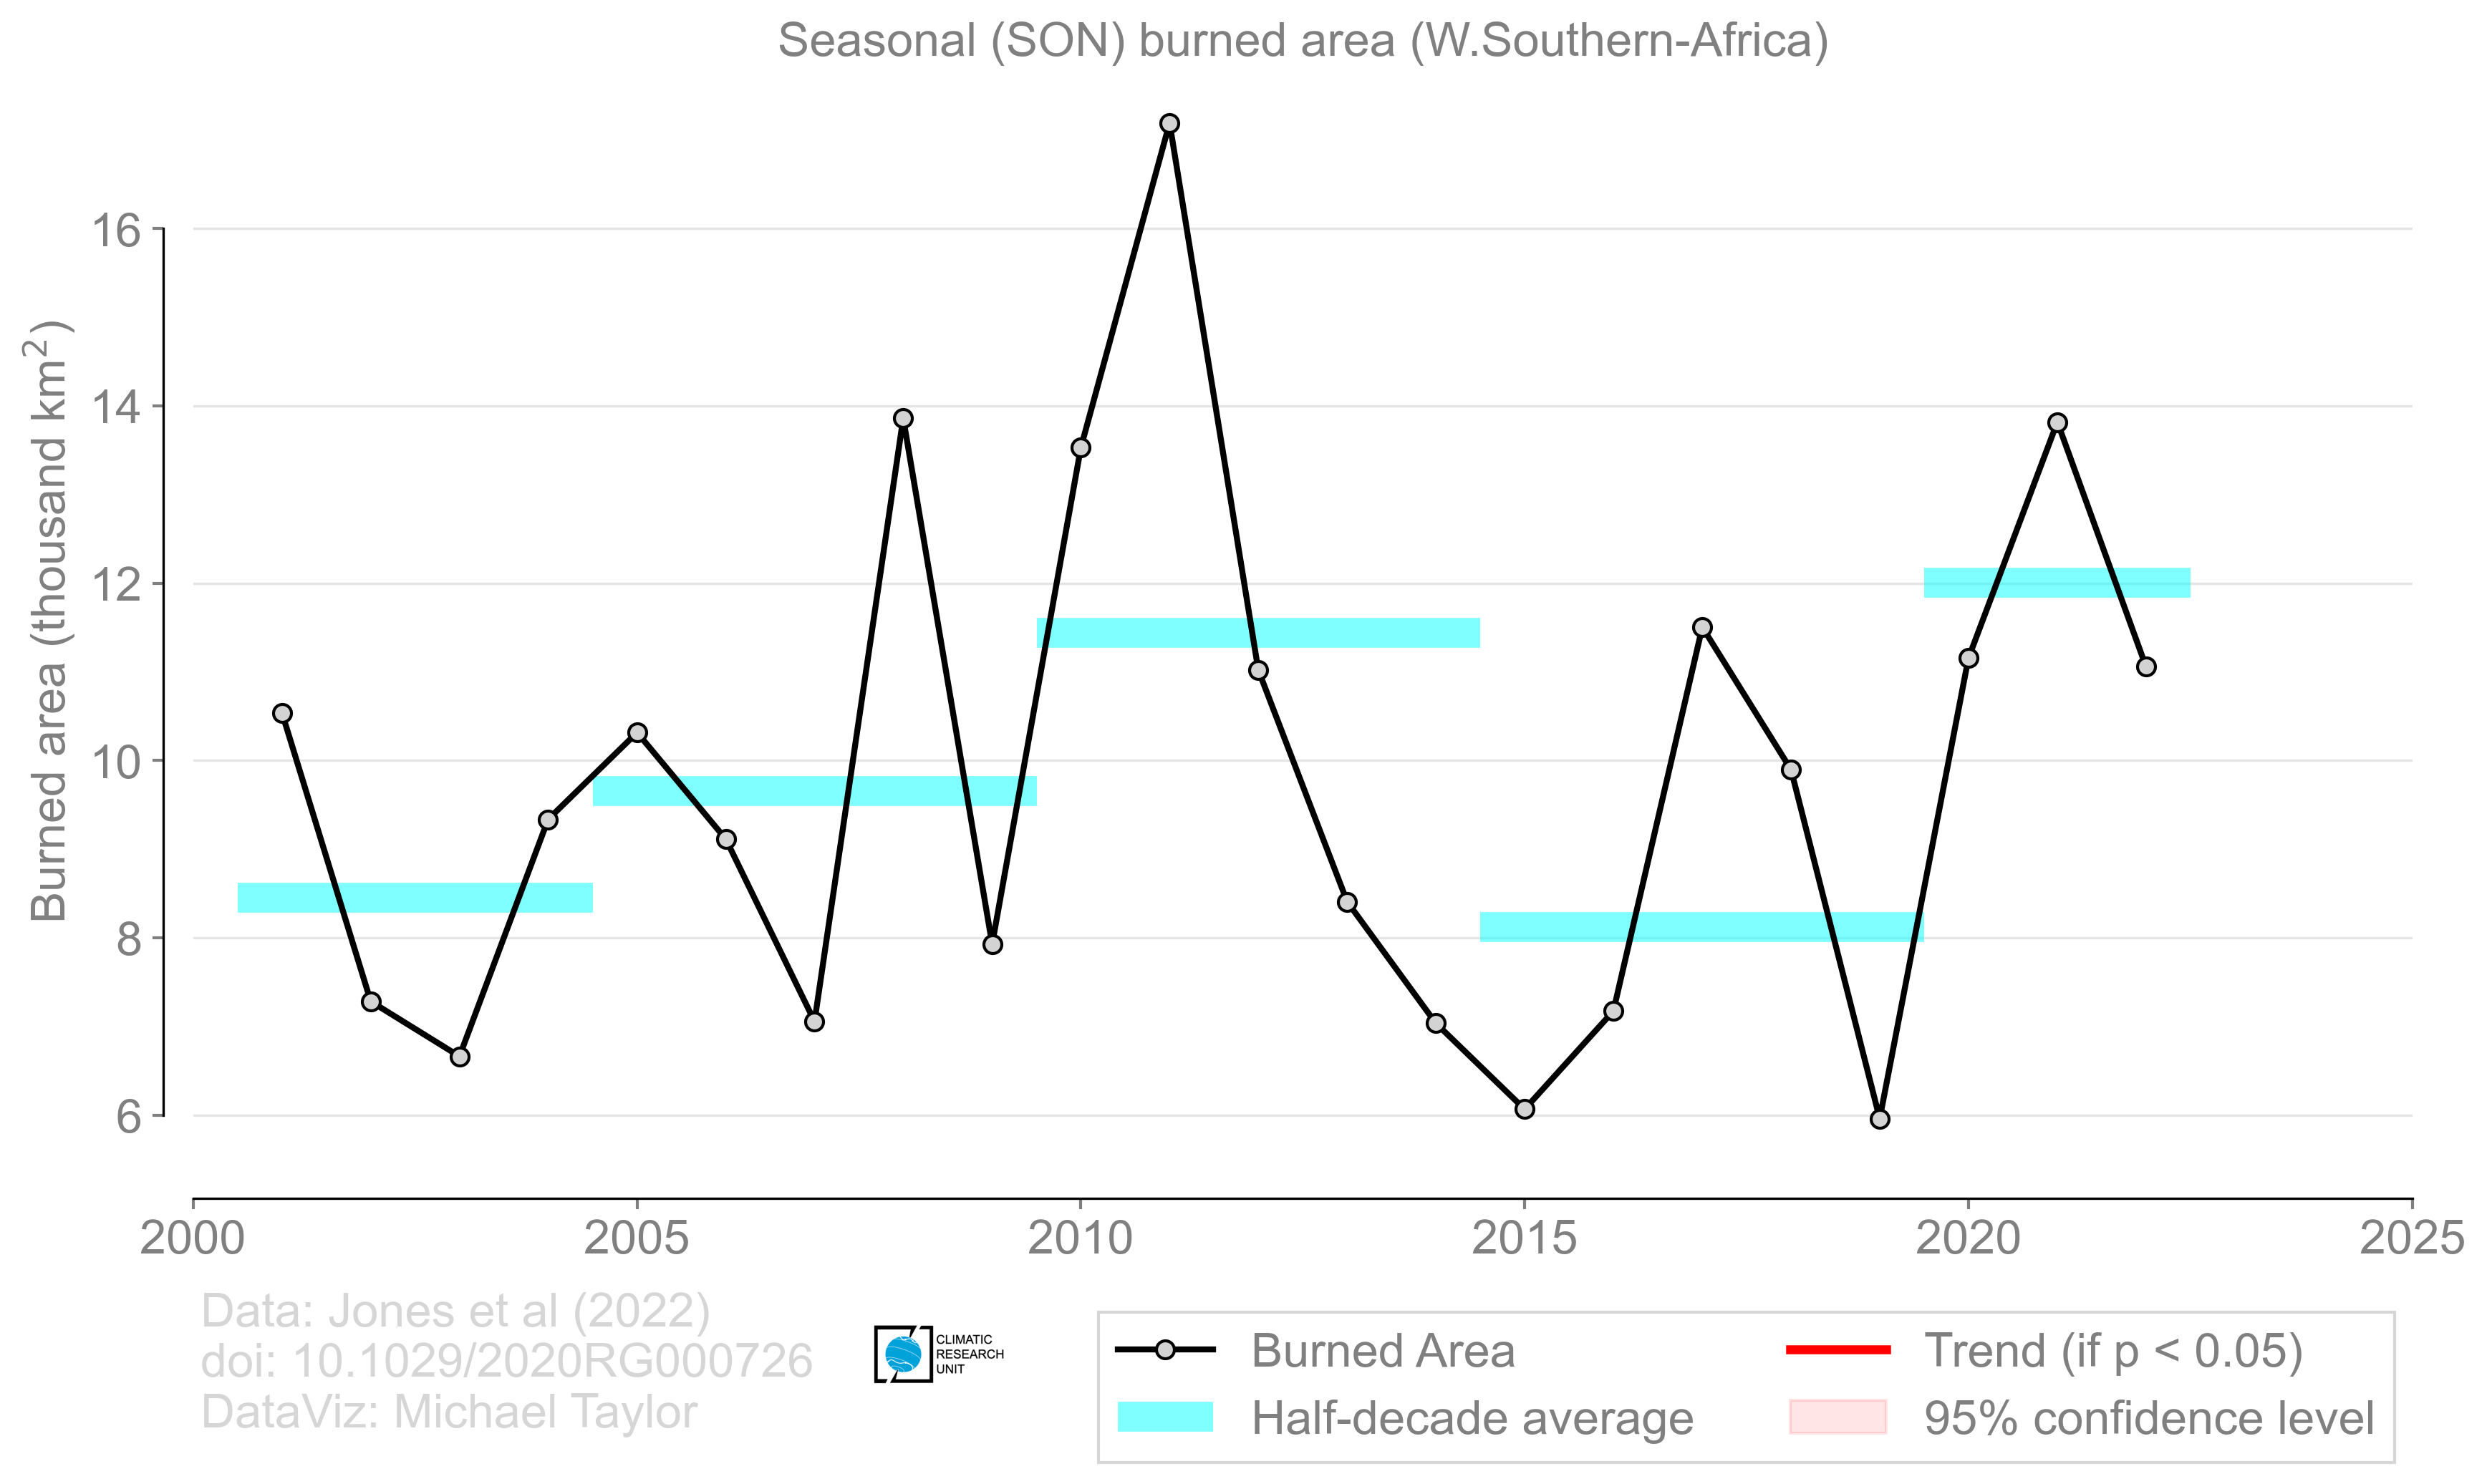 Seasonal (SON) burned area (W.Southern-Africa)
Burned area (thousand km²)
16
14
12
10
8
6
2000 2005 2010 2015 2020 2025
Data: Jones et al (2022)
doi: 10.1029/2020RG000726
DataViz: Michael Taylor
CLIMATIC
RESEARCH
UNIT
Burned Area
Half-decade average
Trend (if p < 0.05)
95% confidence level